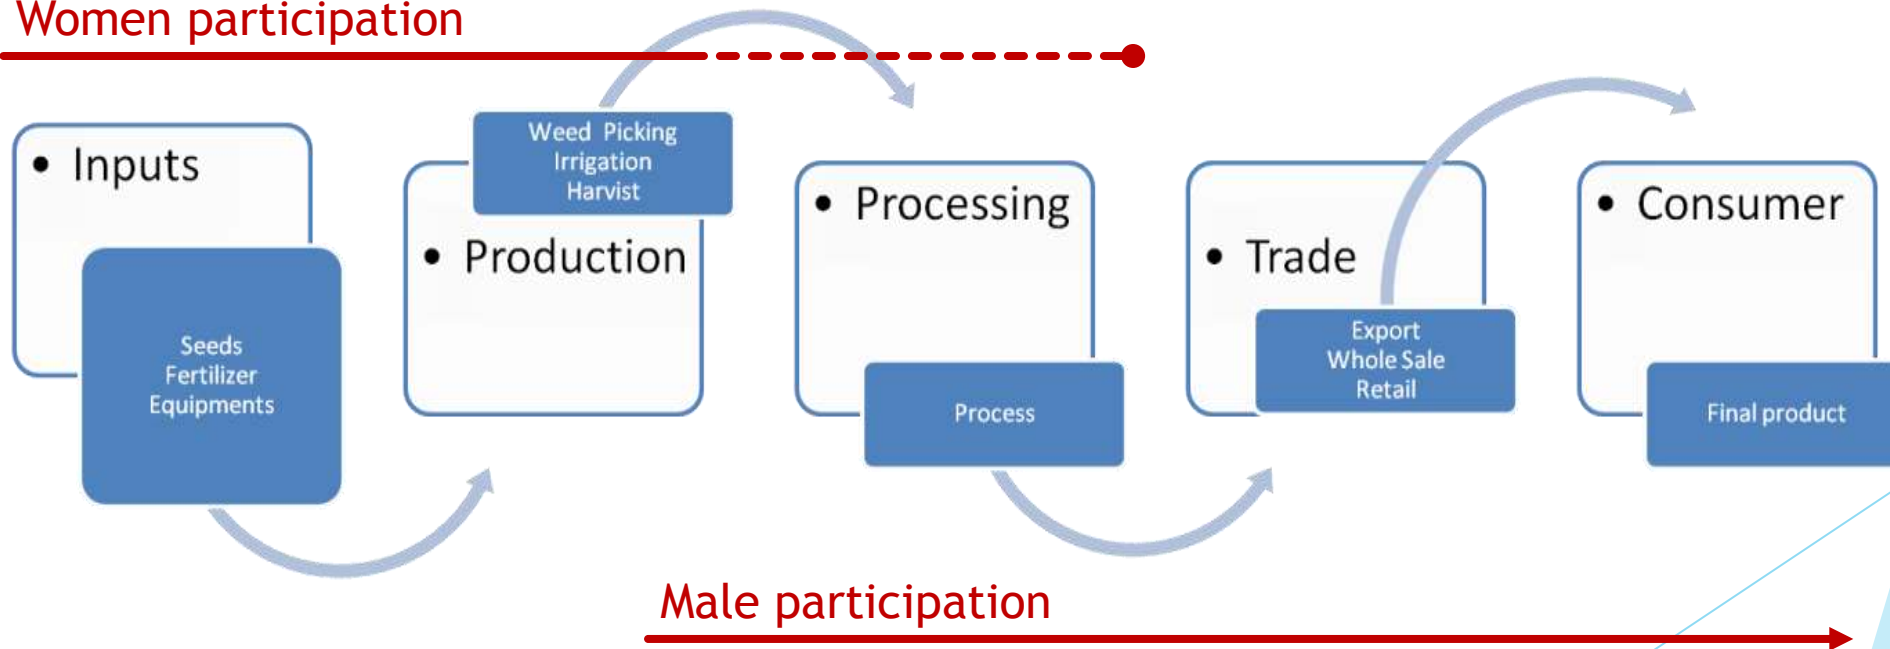 Women participation
• Inputs
Seeds
Fertilizer
Equipments
Weed Picking
Irrigation
Harvist
• Production
• Processing
Process
• Trade
Export
Whole Sale
Retail
• Consumer
Final product
Male participation